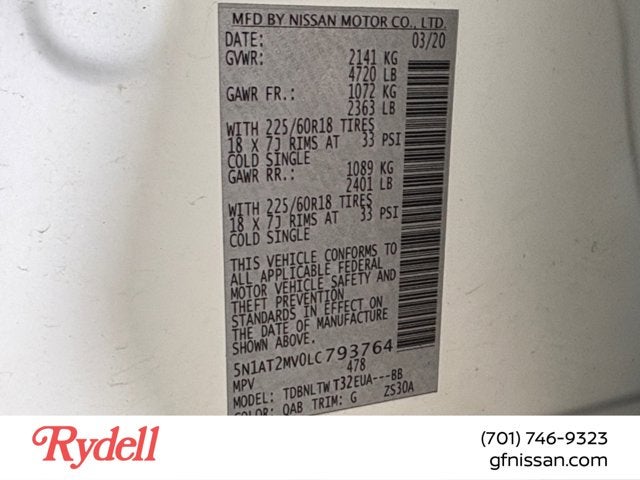 MFD BY NISSAN MOTOR CO., LTD.
DATE: 03/20
GVWR: 2141 KG
4720 LB
GAWR FR.: 1072 KG
2363 LB
WITH 225/60R18 TIRES
18 X 7J RIMS AT 33 PSI
COLD SINGLE
GAWR RR.: 1089 KG
2401 LB
WITH 225/60R18 TIRES
18 X 7J RIMS AT 33 PSI
COLD SINGLE
THIS VEHICLE CONFORMS TO
ALL APPLICABLE FEDERAL
MOTOR VEHICLE SAFETY AND
THEFT PREVENTION
STANDARDS IN EFFECT ON
THE DATE OF MANUFACTURE
SHOWN ABOVE.
5N1AT2MV0LC793764
MPV 478
MODEL: TDBNLTWT32EUA---BB
COLOR: QAB TRIM: G ZS30A
Rydell
(701) 746-9323
gfnissan.com